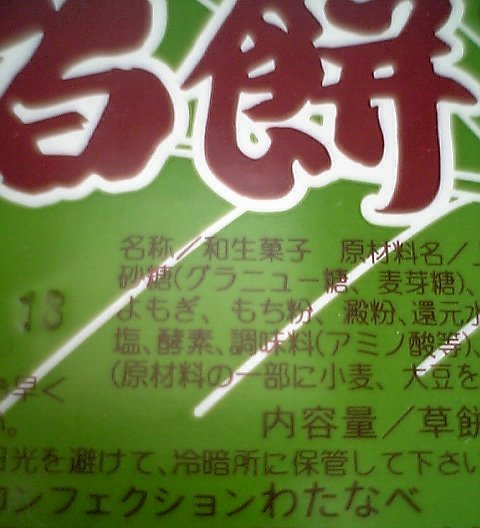 名餅
名称／和生菓子 原材料名／
砂糖(グラニュー糖、麦芽糖)、
よもぎ、もち粉、澱粉、還元水
塩、酵素、調味料(アミノ酸等)、
(原材料の一部に小麦、大豆を
13
早く
い。
内容量／草餅
日光を避けて、冷暗所に保管して下さい
コンフェクションわたなべ